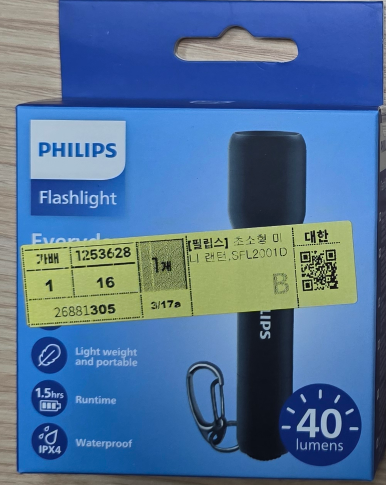 PHILIPS
Flashlight
가배 1253628
1 16
26881305
1개
3/17a
[필립스] 초소형 미
니 랜턴,SFL2001D
B
대한
Light weight
and portable
1.5hrs
Runtime
IPX4
Waterproof
LIPS
40
lumens